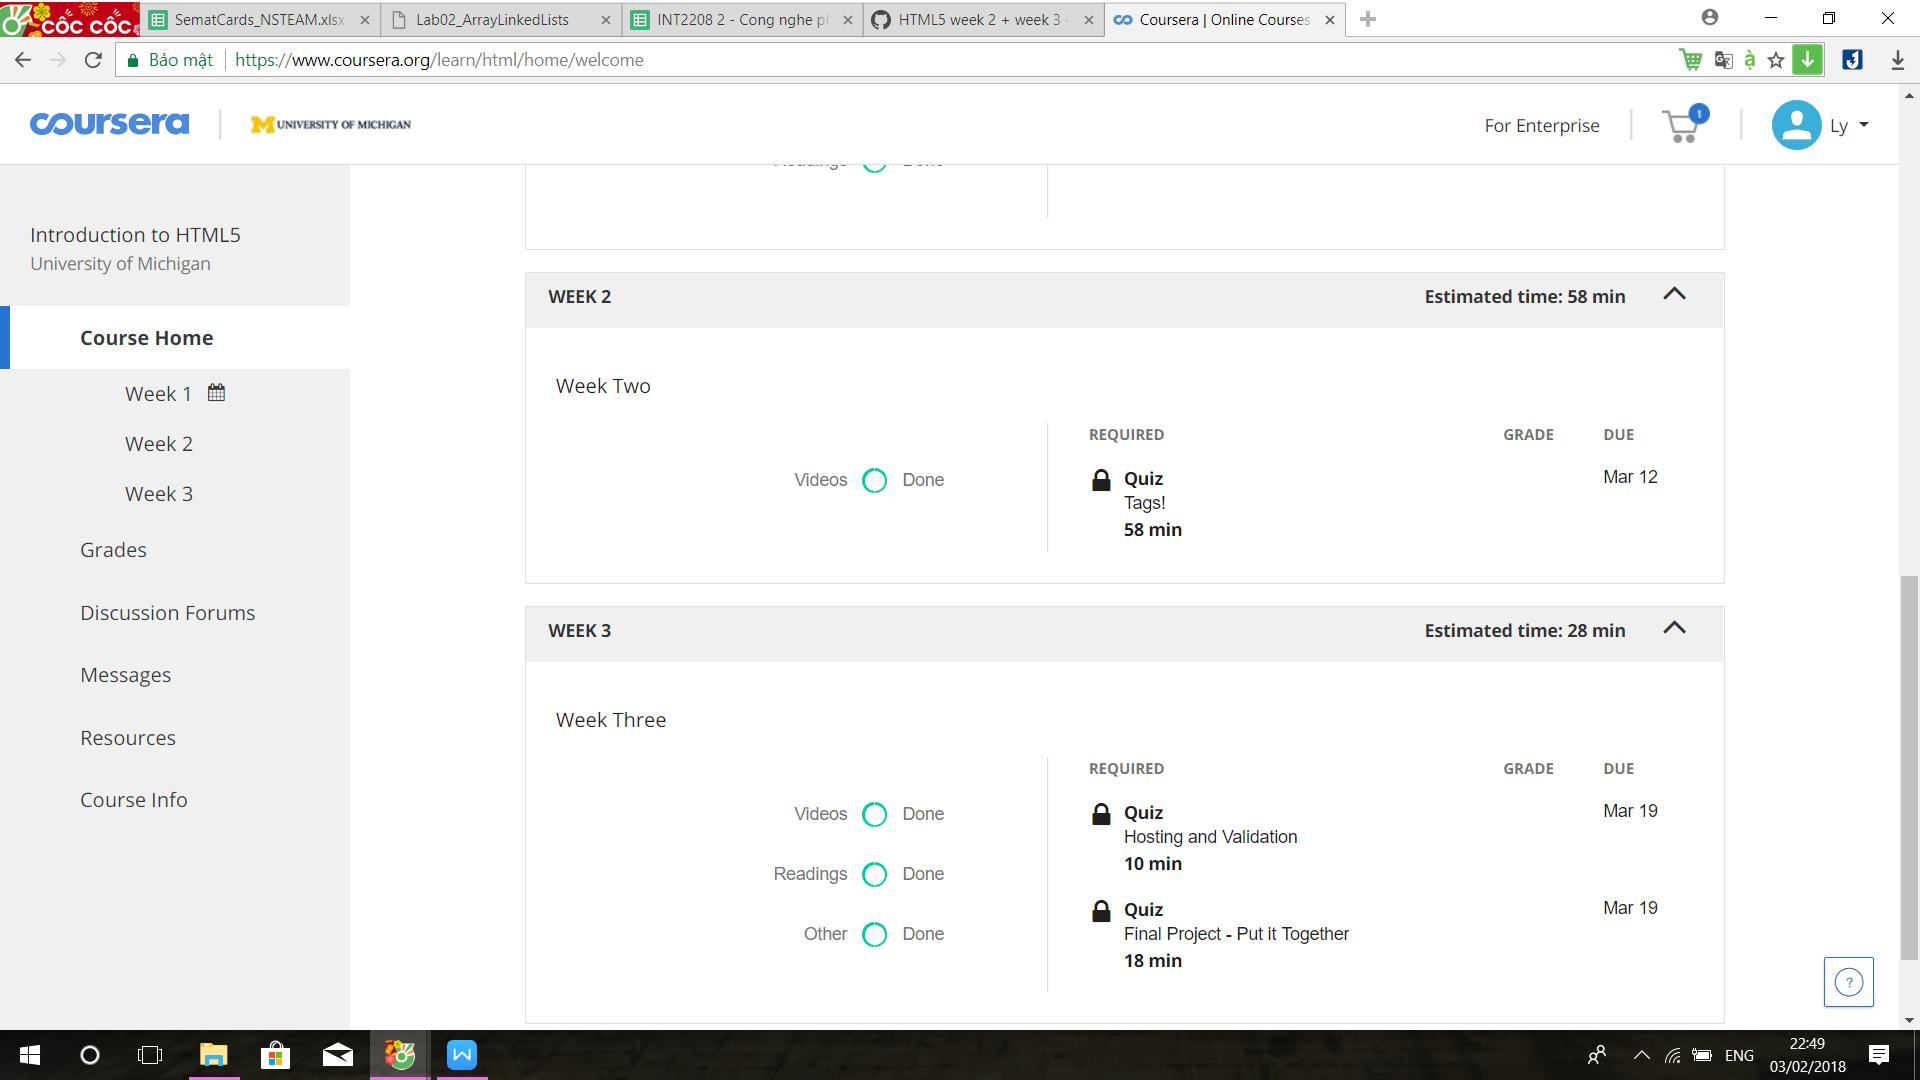 CỐC CỐC
SematCards_NSTEAM.xlsx
Lab02_ArrayLinkedLists
INT2208 2 - Cong nghe ph
HTML5 week 2 + week 3
Coursera | Online Courses
Bảo mật
https://www.coursera.org/learn/html/home/welcome
coursera
M UNIVERSITY OF MICHIGAN
For Enterprise
1
Ly
Introduction to HTML5
University of Michigan
Course Home
Week 1
Week 2
Week 3
Grades
Discussion Forums
Messages
Resources
Course Info
WEEK 2
Estimated time: 58 min
Week Two
Videos
Done
REQUIRED
GRADE
DUE
Quiz
Mar 12
Tags!
58 min
WEEK 3
Estimated time: 28 min
Week Three
REQUIRED
GRADE
DUE
Videos
Done
Readings
Done
Other
Done
Quiz
Mar 19
Hosting and Validation
10 min
Quiz
Mar 19
Final Project - Put it Together
18 min
?
W
ENG
22:49
03/02/2018